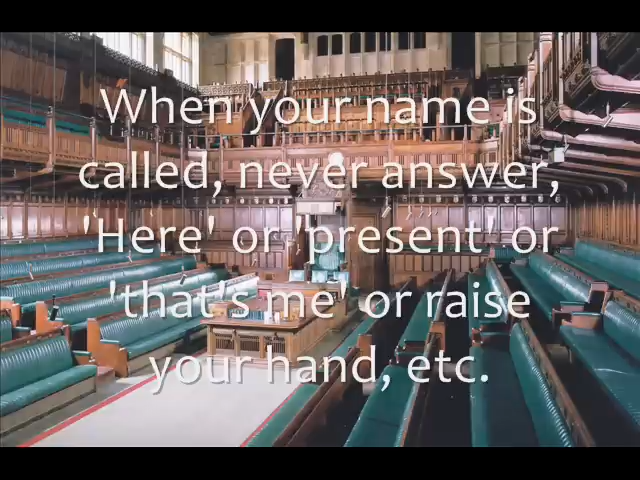 When your name is
called, never answer,
'Here' or 'present' or
'that's me' or raise
your hand, etc.